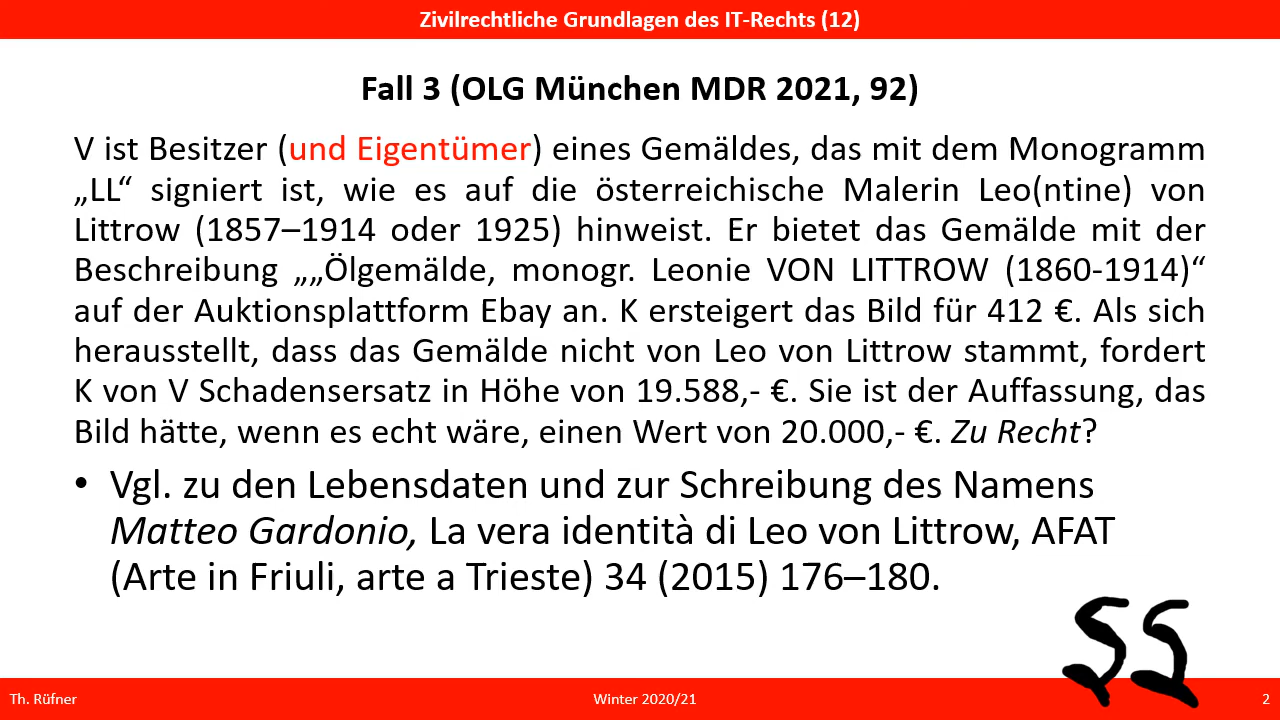 Zivilrechtliche Grundlagen des IT-Rechts (12)
Fall 3 (OLG München MDR 2021, 92)
V ist Besitzer (und Eigentümer) eines Gemäldes, das mit dem Monogramm
„LL“ signiert ist, wie es auf die österreichische Malerin Leo(ntine) von
Littrow (1857–1914 oder 1925) hinweist. Er bietet das Gemälde mit der
Beschreibung „„Ölgemälde, monogr. Leonie VON LITTROW (1860-1914)“
auf der Auktionsplattform Ebay an. K ersteigert das Bild für 412 €. Als sich
herausstellt, dass das Gemälde nicht von Leo von Littrow stammt, fordert
K von V Schadensersatz in Höhe von 19.588,- €. Sie ist der Auffassung, das
Bild hätte, wenn es echt wäre, einen Wert von 20.000,- €. Zu Recht?
• Vgl. zu den Lebensdaten und zur Schreibung des Namens
Matteo Gardonio, La vera identità di Leo von Littrow, AFAT
(Arte in Friuli, arte a Trieste) 34 (2015) 176–180.
Th. Rüfner
Winter 2020/21
2